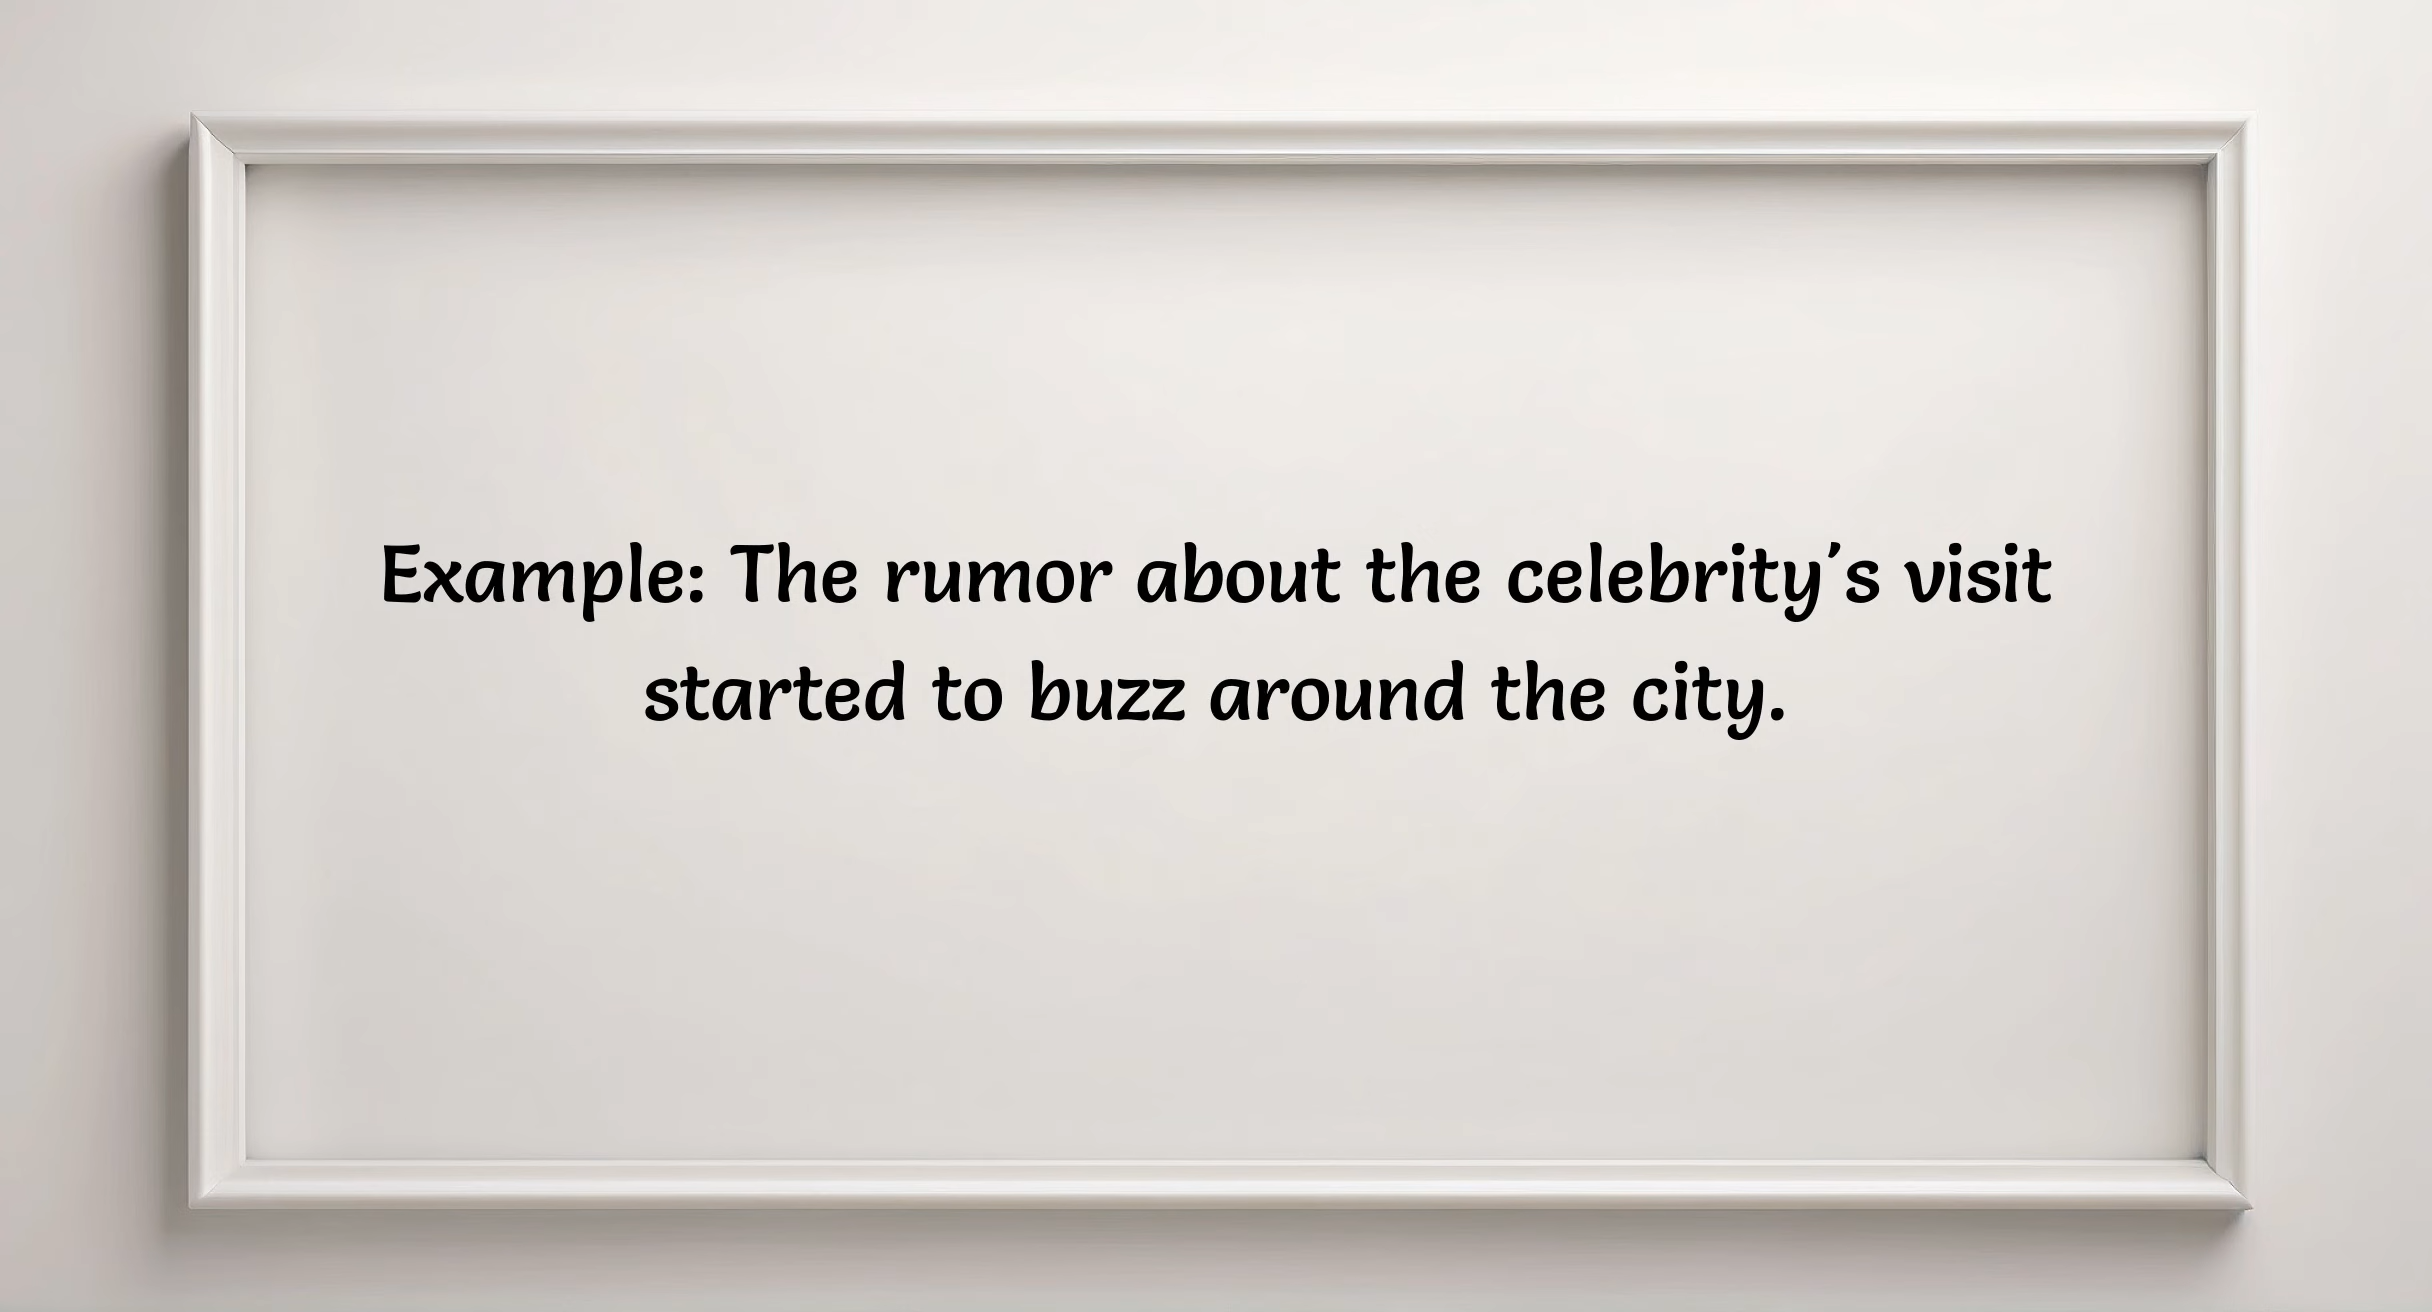 Example: The rumor about the celebrity's visit
started to buzz around the city.